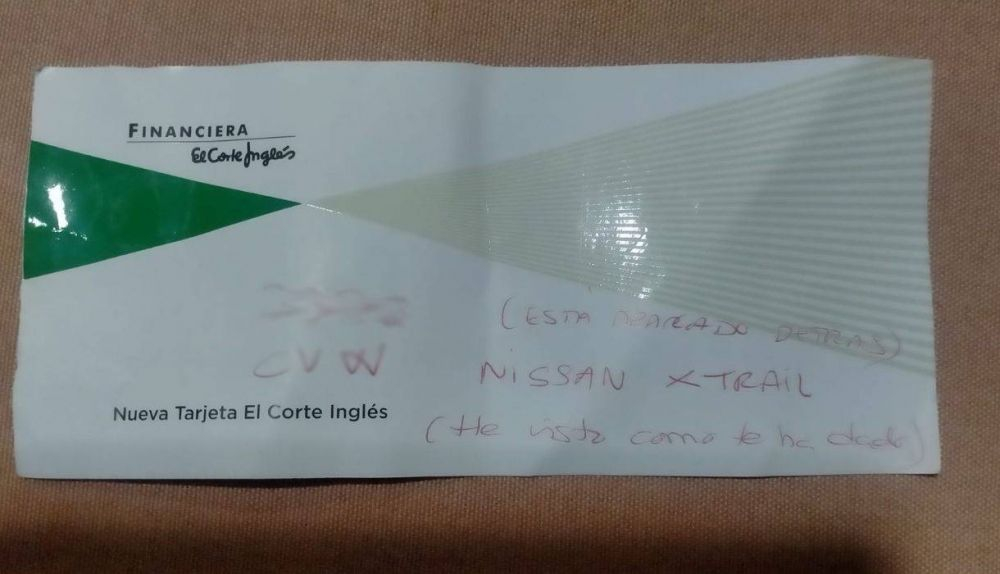 FINANCIERA
El Corte Inglés
CVW
Nueva Tarjeta El Corte Inglés
(ESTA APARCADO DETRAS)
NISSAN XTRAIL
(He visto como te ha dado)